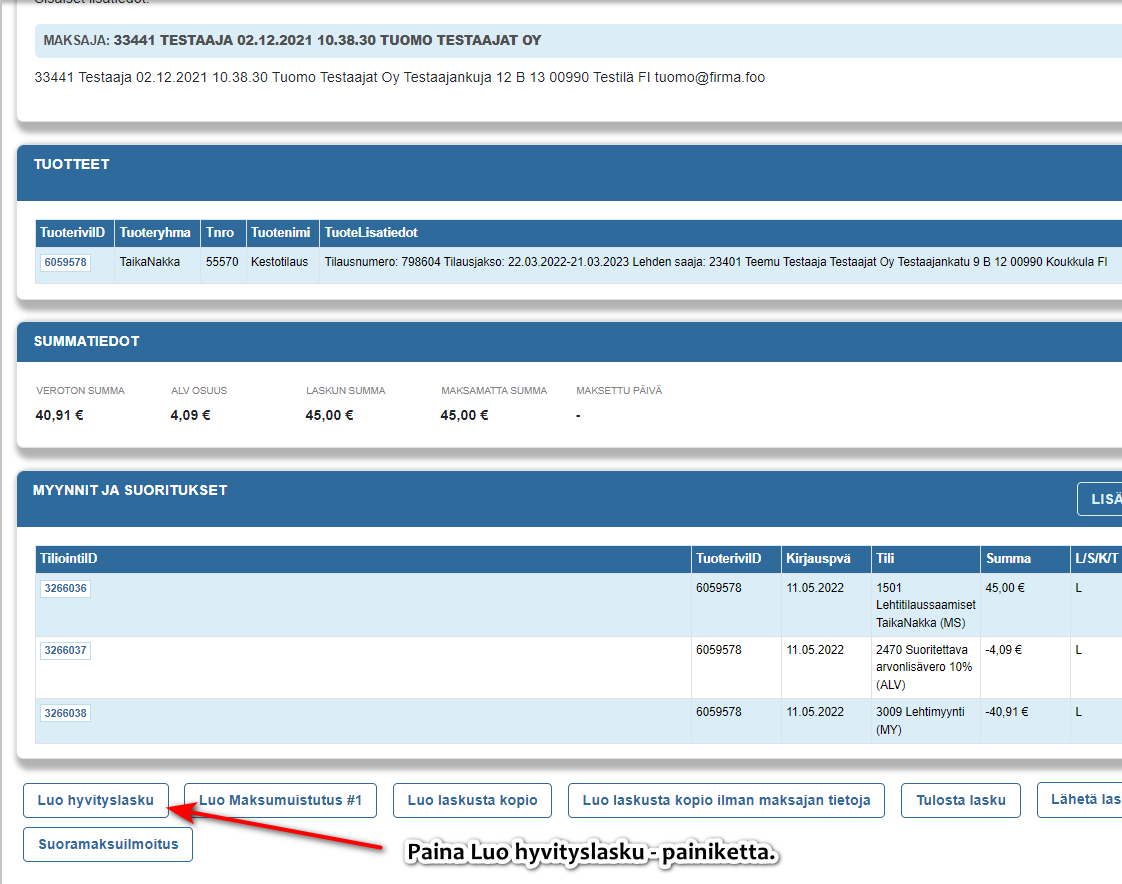 Sisäiset lisätiedot:
MAKSAJA: 33441 TESTAAJA 02.12.2021 10.38.30 TUOMO TESTAAJAT OY
33441 Testaaja 02.12.2021 10.38.30 Tuomo Testaajat Oy Testaajankuja 12 B 13 00990 Testilä FI tuomo@firma.foo
TUOTTEET
TuoteriviID Tuoteryhma Tnro Tuotenimi TuoteLisatiedot
6059578 TaikaNakka 55570 Kestotilaus Tilausnumero: 798604 Tilausjakso: 22.03.2022-21.03.2023 Lehden saaja: 23401 Teemu Testaaja Testaajat Oy Testaajankatu 9 B 12 00990 Koukkula FI
SUMMATIEDOT
VEROTON SUMMA ALV OSUUS LASKUN SUMMA MAKSAMATTA SUMMA MAKSETTU PÄIVÄ
40,91 € 4,09 € 45,00 € 45,00 € -
MYYNNIT JA SUORITUKSET
LISÄ
TiliointiID TuoteriviID Kirjauspvä Tili Summa L/S/K/T
3266036 6059578 11.05.2022 1501 45,00 € L
Lehtitilaussaamiset
TaikaNakka (MS)
3266037 6059578 11.05.2022 2470 Suoritettava -4,09 € L
arvonlisävero 10%
(ALV)
3266038 6059578 11.05.2022 3009 Lehtimyynti -40,91 € L
(MY)
Luo hyvityslasku Luo Maksumuistutus #1 Luo laskusta kopio Luo laskusta kopio ilman maksajan tietoja Tulosta lasku Lähetä las
Suoramaksuilmoitus
Paina Luo hyvityslasku - painiketta.